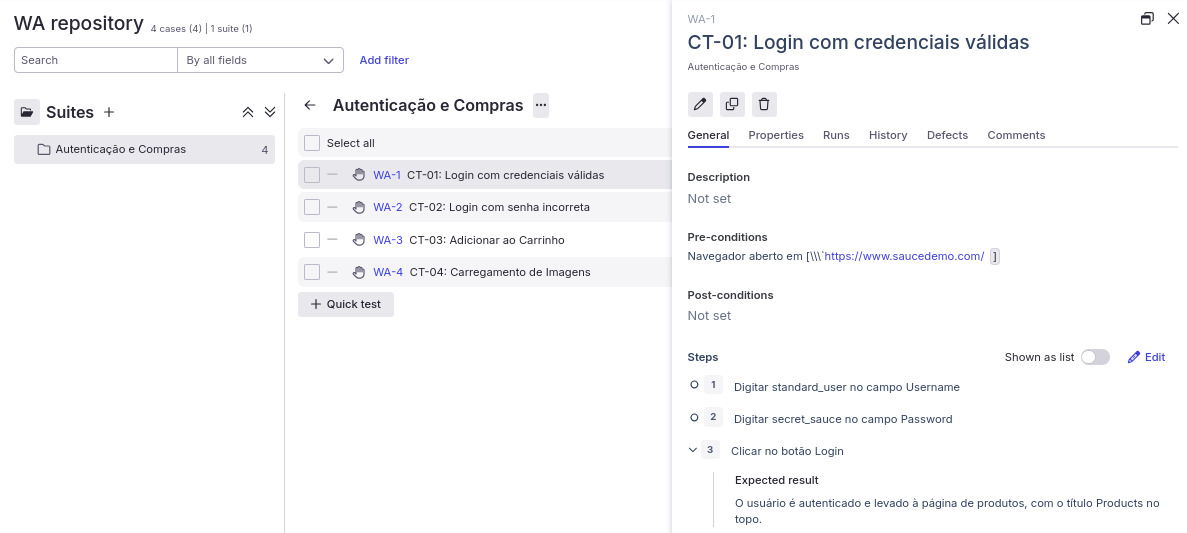 WA repository 4 cases (4) | 1 suite (1)
Search By all fields Add filter
Suites
Autenticação e Compras 4
Autenticação e Compras
Select all
WA-1 CT-01: Login com credenciais válidas
WA-2 CT-02: Login com senha incorreta
WA-3 CT-03: Adicionar ao Carrinho
WA-4 CT-04: Carregamento de Imagens
+ Quick test
WA-1
CT-01: Login com credenciais válidas
Autenticação e Compras
General Properties Runs History Defects Comments
Description
Not set
Pre-conditions
Navegador aberto em [\\\`https://www.saucedemo.com/ ]
Post-conditions
Not set
Steps Shown as list Edit
1 Digitar standard_user no campo Username
2 Digitar secret_sauce no campo Password
3 Clicar no botão Login
Expected result
O usuário é autenticado e levado à página de produtos, com o título Products no
topo.